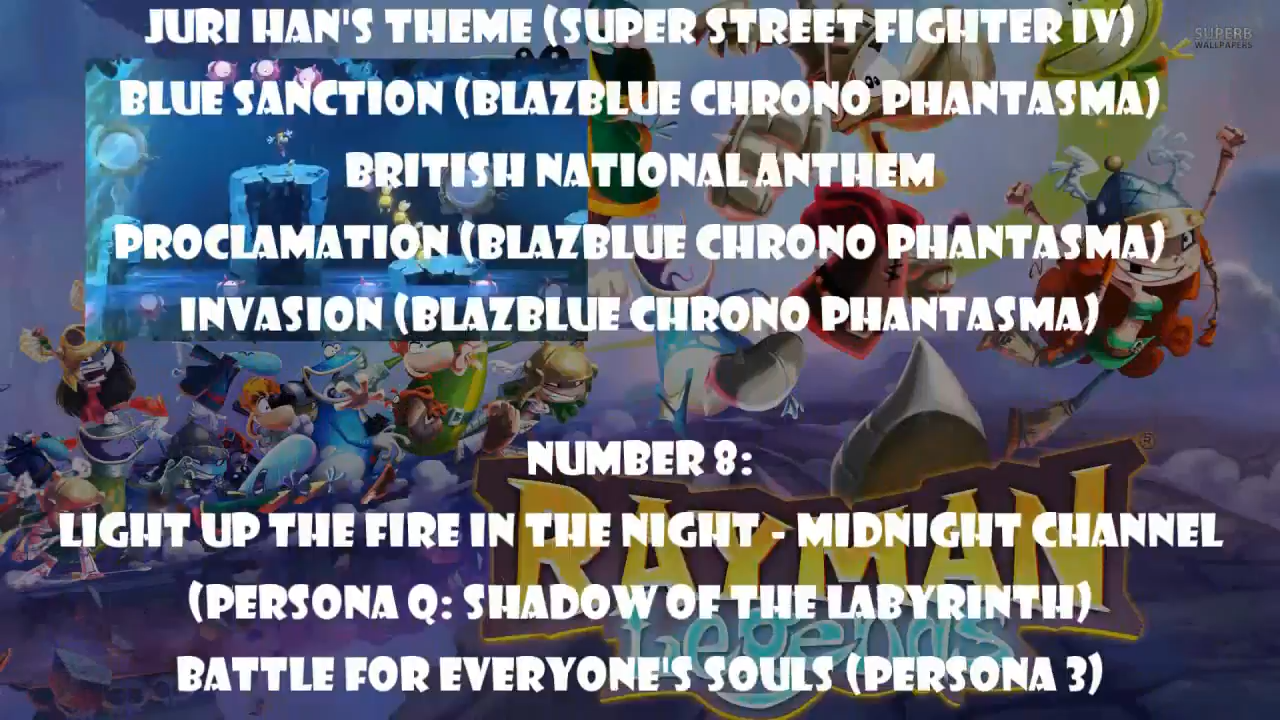 JURI HAN'S THEME (SUPER STREET FIGHTER IV)
SUPERB
WALLPAPERS
BLUE SANCTION (BLAZBLUE CHRONO PHANTASMA)
BRITISH NATIONAL ANTHEM
PROCLAMATION (BLAZBLUE CHRONO PHANTASMA)
INVASION (BLAZBLUE CHRONO PHANTASMA)
NUMBER 8:
LIGHT UP THE FIRE IN THE NIGHT - MIDNIGHT CHANNEL
(PERSONA Q: SHADOW OF THE LABYRINTH)
BATTLE FOR EVERYONE'S SOULS (PERSONA 3)
RAYMAN
Legends
®